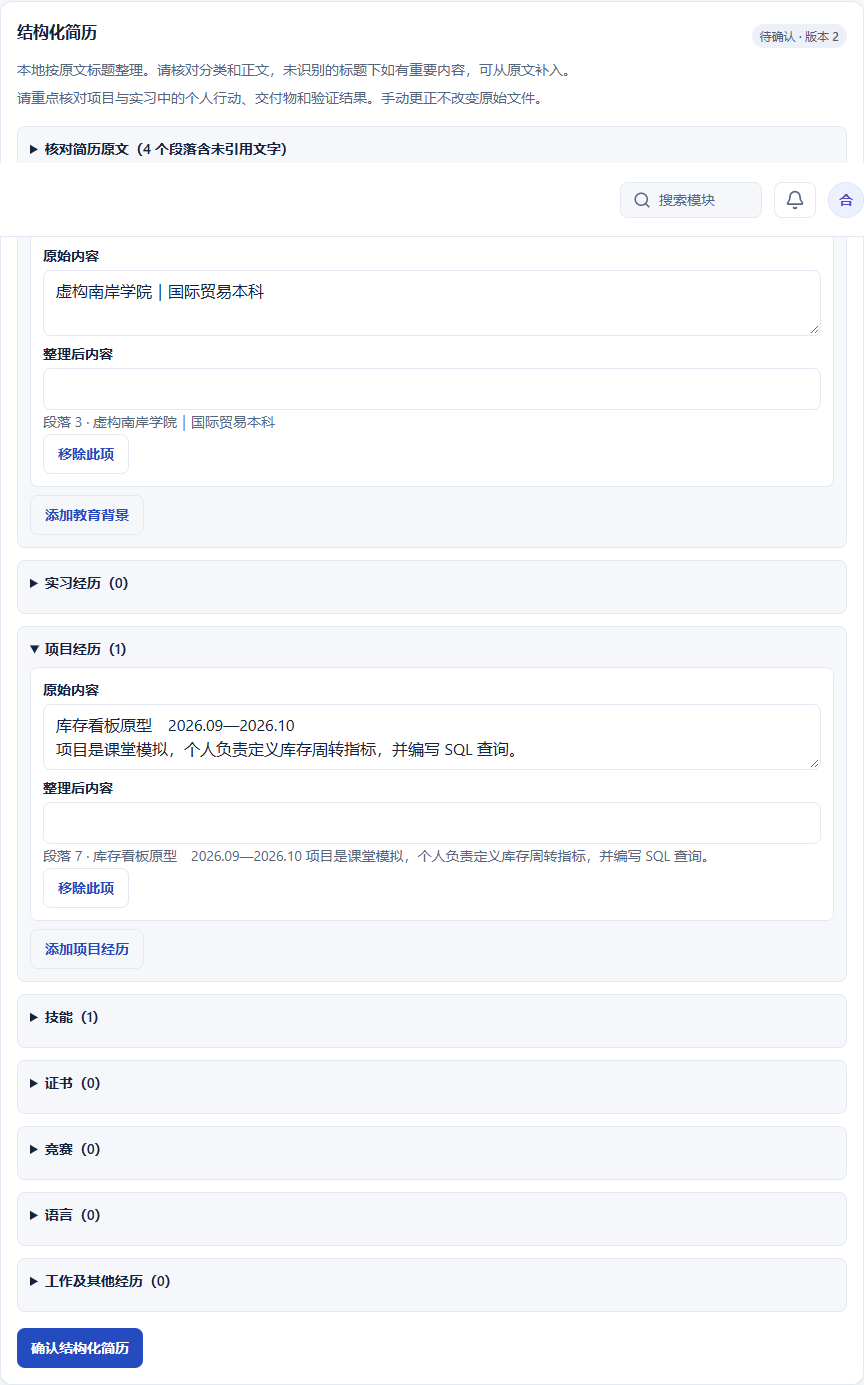 结构化简历
待确认 · 版本 2
本地按原文标题整理。请核对分类和正文，未识别的标题下如有重要内容，可从原文补入。
请重点核对项目与实习中的个人行动、交付物和验证结果。手动更正不改变原始文件。
▶ 核对简历原文（4 个段落含未引用文字）
搜索模块
合
原始内容
虚构南岸学院｜国际贸易本科
整理后内容
段落 3 · 虚构南岸学院｜国际贸易本科
移除此项
添加教育背景
▶ 实习经历（0）
▼ 项目经历（1）
原始内容
库存看板原型　2026.09—2026.10
项目是课堂模拟，个人负责定义库存周转指标，并编写 SQL 查询。
整理后内容
段落 7 · 库存看板原型　2026.09—2026.10 项目是课堂模拟，个人负责定义库存周转指标，并编写 SQL 查询。
移除此项
添加项目经历
▶ 技能（1）
▶ 证书（0）
▶ 竞赛（0）
▶ 语言（0）
▶ 工作及其他经历（0）
确认结构化简历